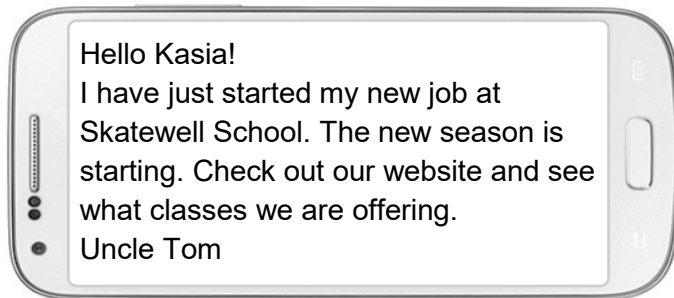 Hello Kasia!
I have just started my new job at
Skatewell School. The new season is
starting. Check out our website and see
what classes we are offering.
Uncle Tom